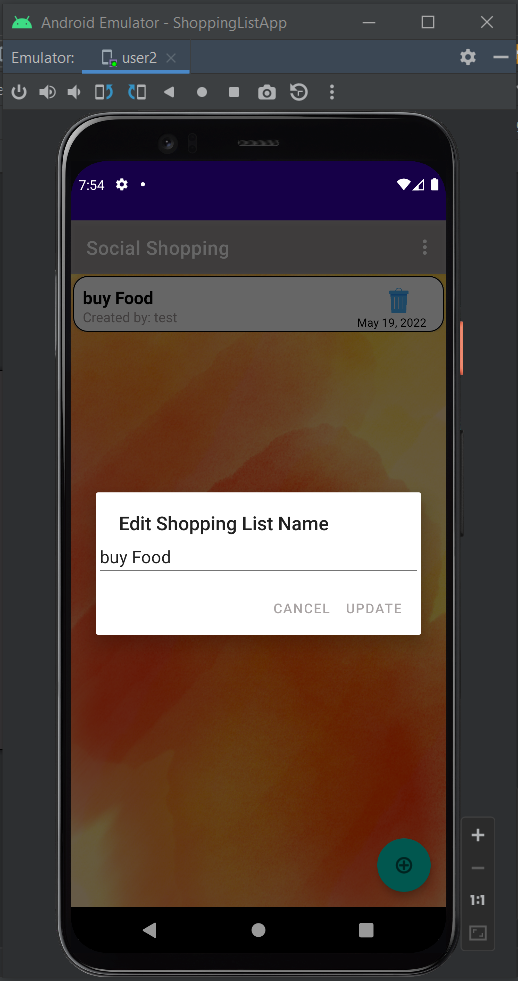 Android Emulator - ShoppingListApp
Emulator:
user2
7:54
Social Shopping
buy Food
Created by: test
May 19, 2022
Edit Shopping List Name
buy Food
CANCEL UPDATE
1:1